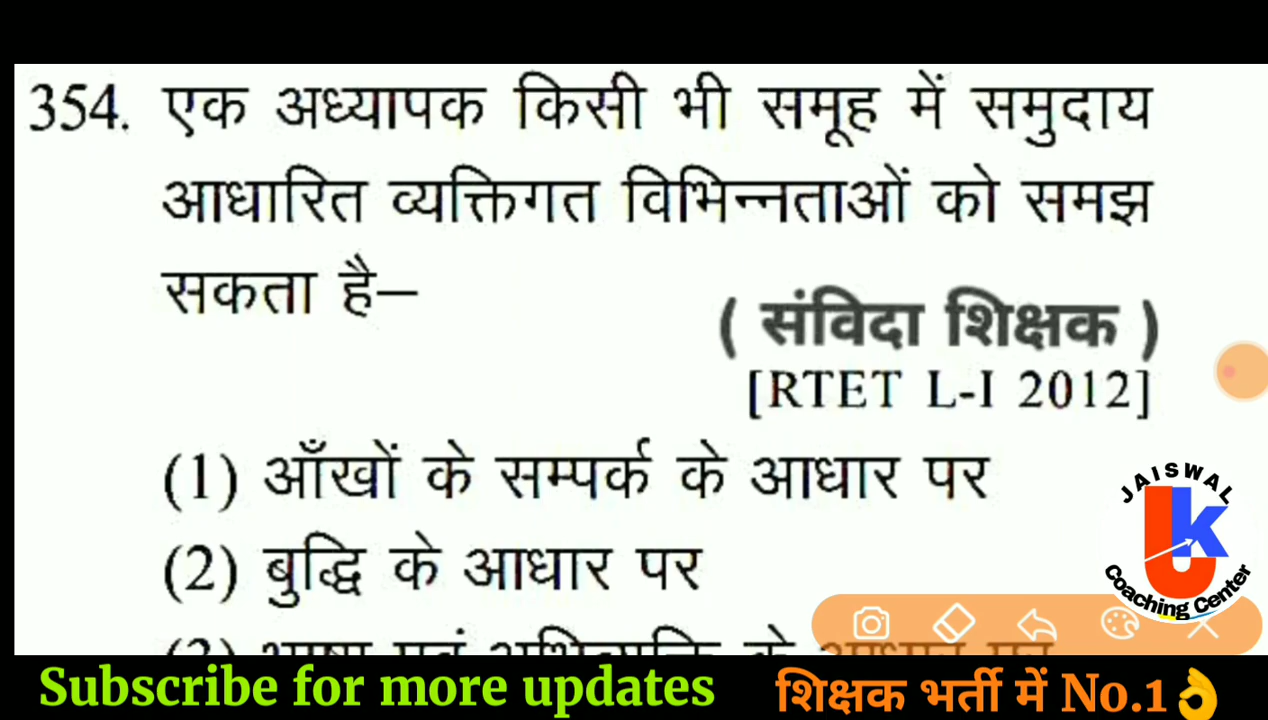 354. एक अध्यापक किसी भी समूह में समुदाय
आधारित व्यक्तिगत विभिन्नताओं को समझ
सकता है–
( संविदा शिक्षक )
[RTET L-I 2012]
(1) आँखों के सम्पर्क के आधार पर
(2) बुद्धि के आधार पर
JAISWAL
Jk
Coaching Center
Subscribe for more updates
शिक्षक भर्ती में No.1👌